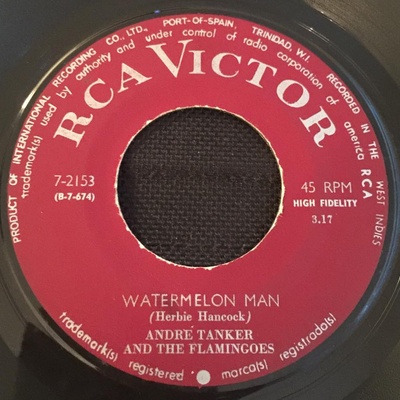 PRODUCT OF INTERNATIONAL RECORDING CO., LTD., PORT-OF-SPAIN, TRINIDAD, W.I. RECORDED IN THE WEST INDIES
trademark(s) used by authority and under control of radio corporation of america RCA
RCA VICTOR
7-2153
(B-7-674)
45 RPM
HIGH FIDELITY
3.17
WATERMELON MAN
(Herbie Hancock)
ANDRE TANKER
AND THE FLAMINGOES
trademark(s) registered marca(s) registrado(s)